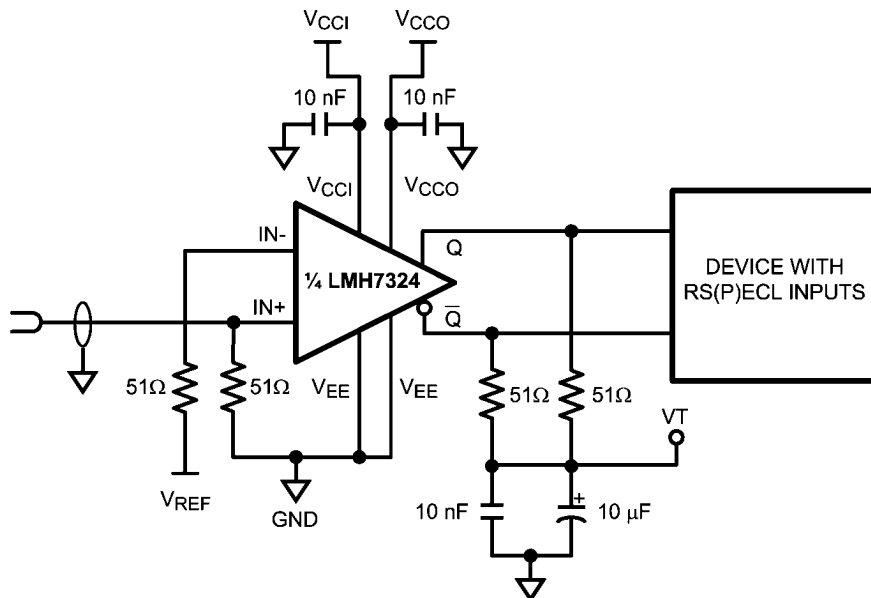 VCCI VCCO
10 nF 10 nF
VCCI VCCO
IN- Q
¼ LMH7324
DEVICE WITH
RS(P)ECL INPUTS
IN+ Q̅
51Ω 51Ω VEE VEE 51Ω 51Ω
VT
VREF GND 10 nF + 10 µF